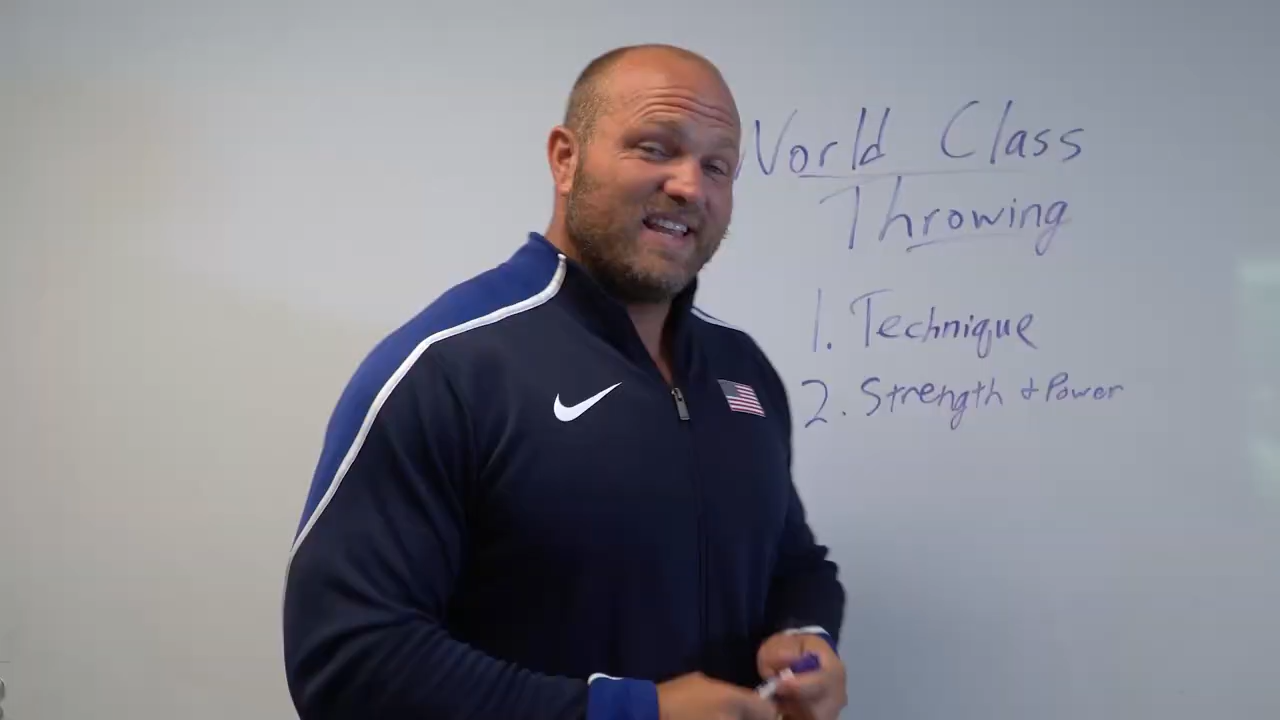 World Class
Throwing
1. Technique
2. Strength + Power